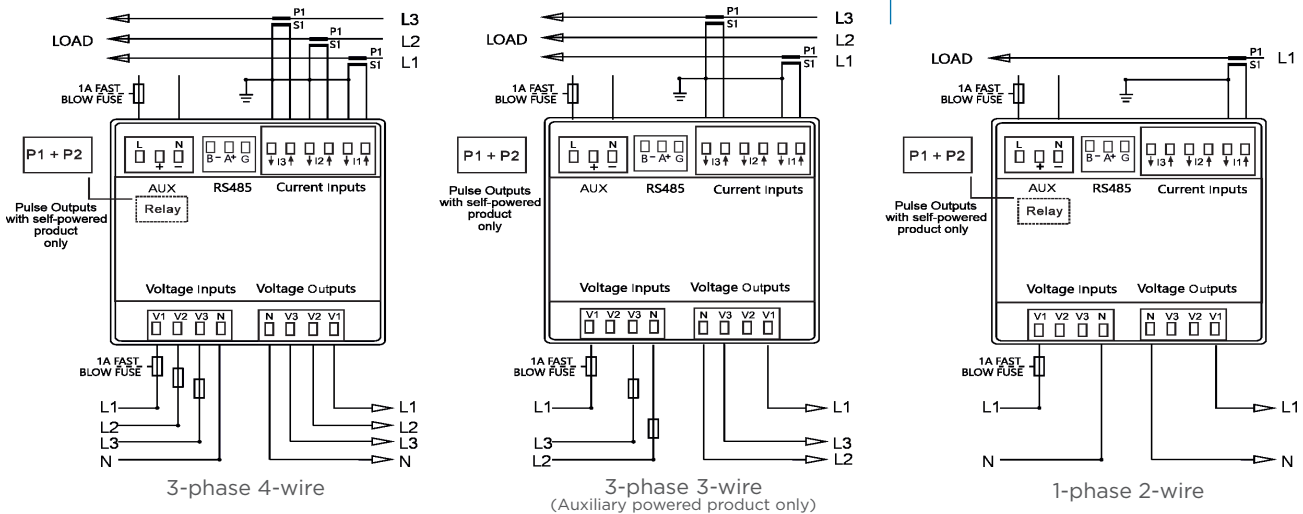 P1
S1
L3
LOAD
P1
S1
L2
P1
S1
L1
1A FAST
BLOW FUSE
P1 + P2
L N
+ −
B− A+ G
I3 I2 I1
AUX
RS485
Current Inputs
Pulse Outputs
with self-powered
product
only
Relay
Voltage Inputs
Voltage Outputs
V1 V2 V3 N
N V3 V2 V1
1A FAST
BLOW FUSE
L1
L2
L3
N
L1
L2
L3
N
3-phase 4-wire
P1
S1
L3
LOAD
L2
P1
S1
L1
1A FAST
BLOW FUSE
P1 + P2
L N
+ −
B− A+ G
I3 I2 I1
AUX
RS485
Current Inputs
Pulse Outputs
with self-powered
product
only
Voltage Inputs
Voltage Outputs
V1 V2 V3 N
N V3 V2 V1
1A FAST
BLOW FUSE
L1
L3
L2
L1
L3
L2
3-phase 3-wire
(Auxiliary powered product only)
LOAD
P1
S1
L1
1A FAST
BLOW FUSE
P1 + P2
L N
+ −
B− A+ G
I3 I2 I1
AUX
RS485
Current Inputs
Pulse Outputs
with self-powered
product only
Relay
Voltage Inputs
Voltage Outputs
V1 V2 V3 N
N V3 V2 V1
1A FAST
BLOW FUSE
L1
N
L1
N
1-phase 2-wire